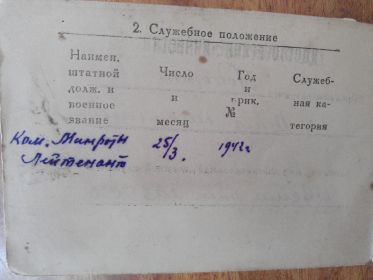 2. Служебное положение
Наимен. штатной долж. и военное звание
Число и месяц
Год и № прик.
Служеб- ная ка- тегория
Ком. Минроты 25/3. 1942г
Лейтенант